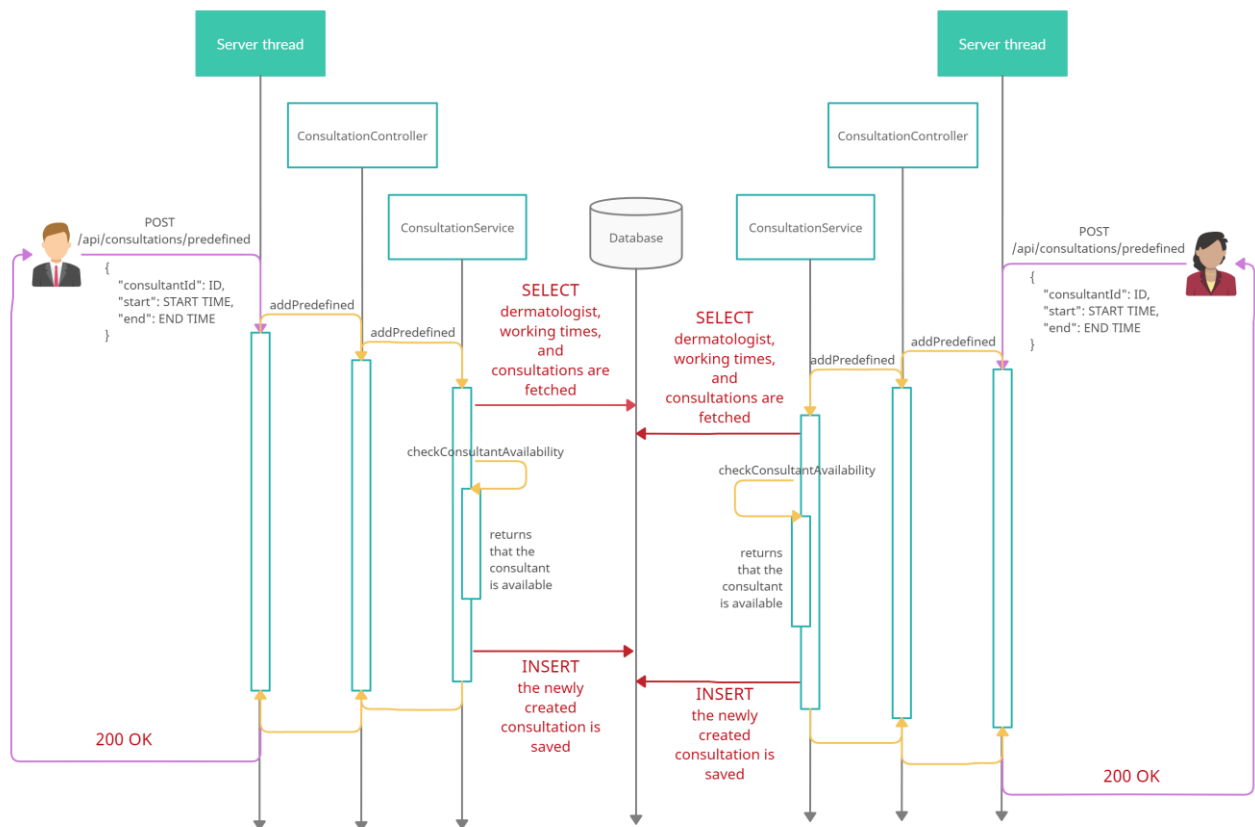 Server thread
Server thread
ConsultationController
ConsultationController
ConsultationService
Database
ConsultationService
POST
/api/consultations/predefined
{
"consultantId": ID,
"start": START TIME,
"end": END TIME
}
POST
/api/consultations/predefined
{
"consultantId": ID,
"start": START TIME,
"end": END TIME
}
addPredefined
addPredefined
SELECT
dermatologist,
working times,
and
consultations are
fetched
SELECT
dermatologist,
working times,
and
consultations are
fetched
addPredefined
addPredefined
checkConsultantAvailability
checkConsultantAvailability
returns
that the
consultant
is available
returns
that the
consultant
is available
INSERT
the newly
created
consultation is
saved
INSERT
the newly
created
consultation is
saved
200 OK
200 OK